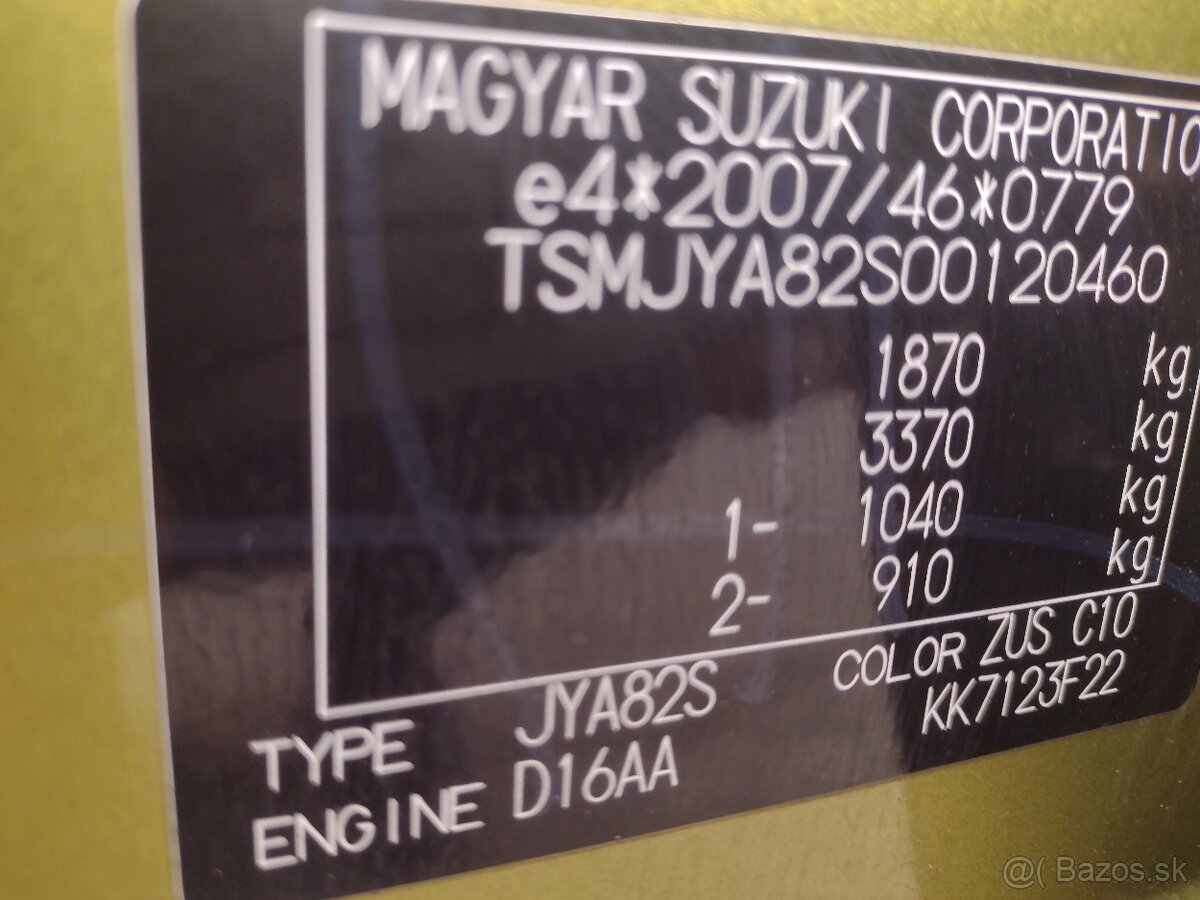 MAGYAR SUZUKI CORPORATIO
e4*2007/46*0779
TSMJYA82S00120460
1870 kg
3370 kg
1- 1040 kg
2- 910 kg
TYPE JYA82S COLOR ZUS C10
ENGINE D16AA KK7123F22
@( Bazos.sk